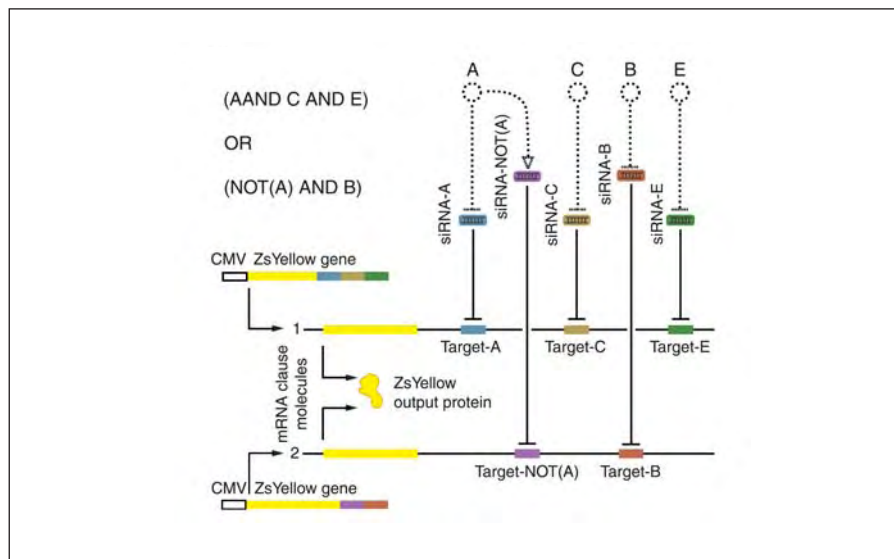 A C B E
(AAND C AND E)
OR
(NOT(A) AND B)
siRNA-A
siRNA-NOT(A)
siRNA-C
siRNA-B
siRNA-E
CMV ZsYellow gene
1
Target-A Target-C Target-E
mRNA clause
molecules
ZsYellow
output protein
2
Target-NOT(A) Target-B
CMV ZsYellow gene